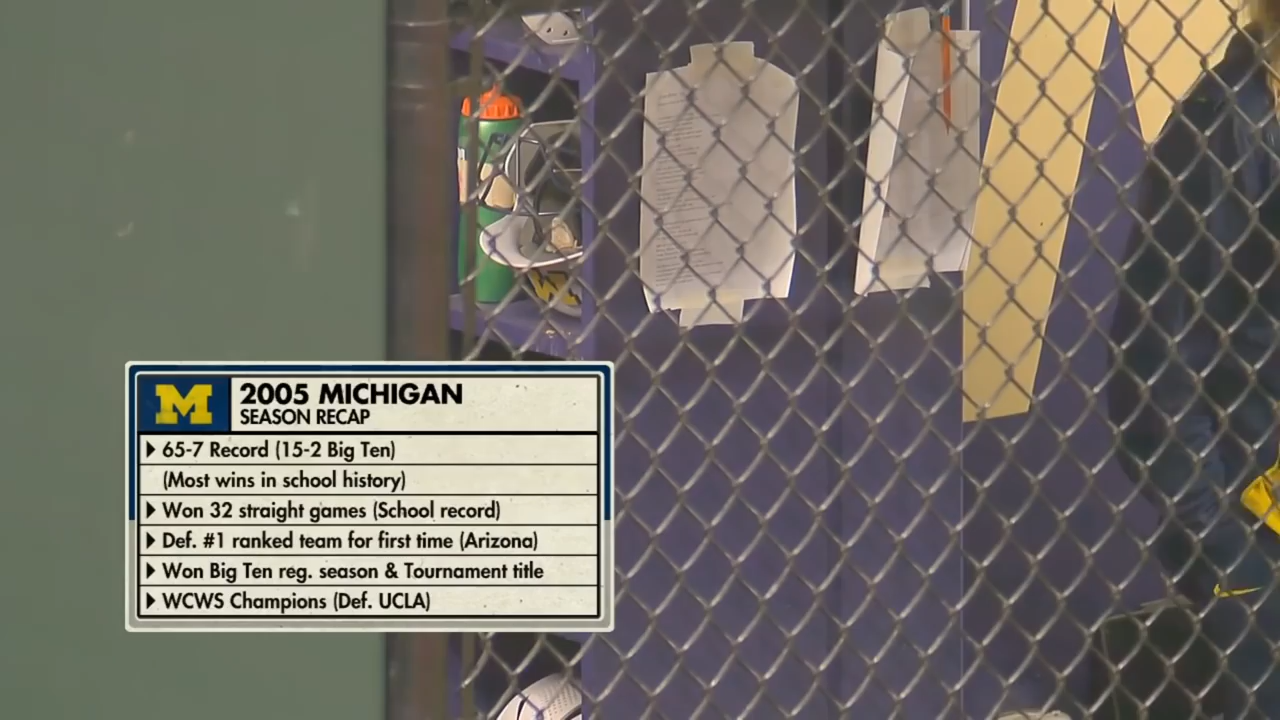 M
2005 MICHIGAN
SEASON RECAP
65-7 Record (15-2 Big Ten)
(Most wins in school history)
Won 32 straight games (School record)
Def. #1 ranked team for first time (Arizona)
Won Big Ten reg. season & Tournament title
WCWS Champions (Def. UCLA)